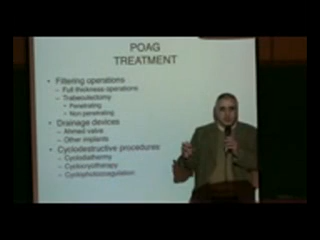 POAG
TREATMENT
• Filtering operations
– Full thickness operations
– Trabeculectomy
• Penetrating
• Non-penetrating
• Drainage devices
– Ahmed valve
– Other implants
• Cyclodestructive procedures
– Cyclodiathermy
– Cyclocryotherapy
– Cyclophotocoagulation